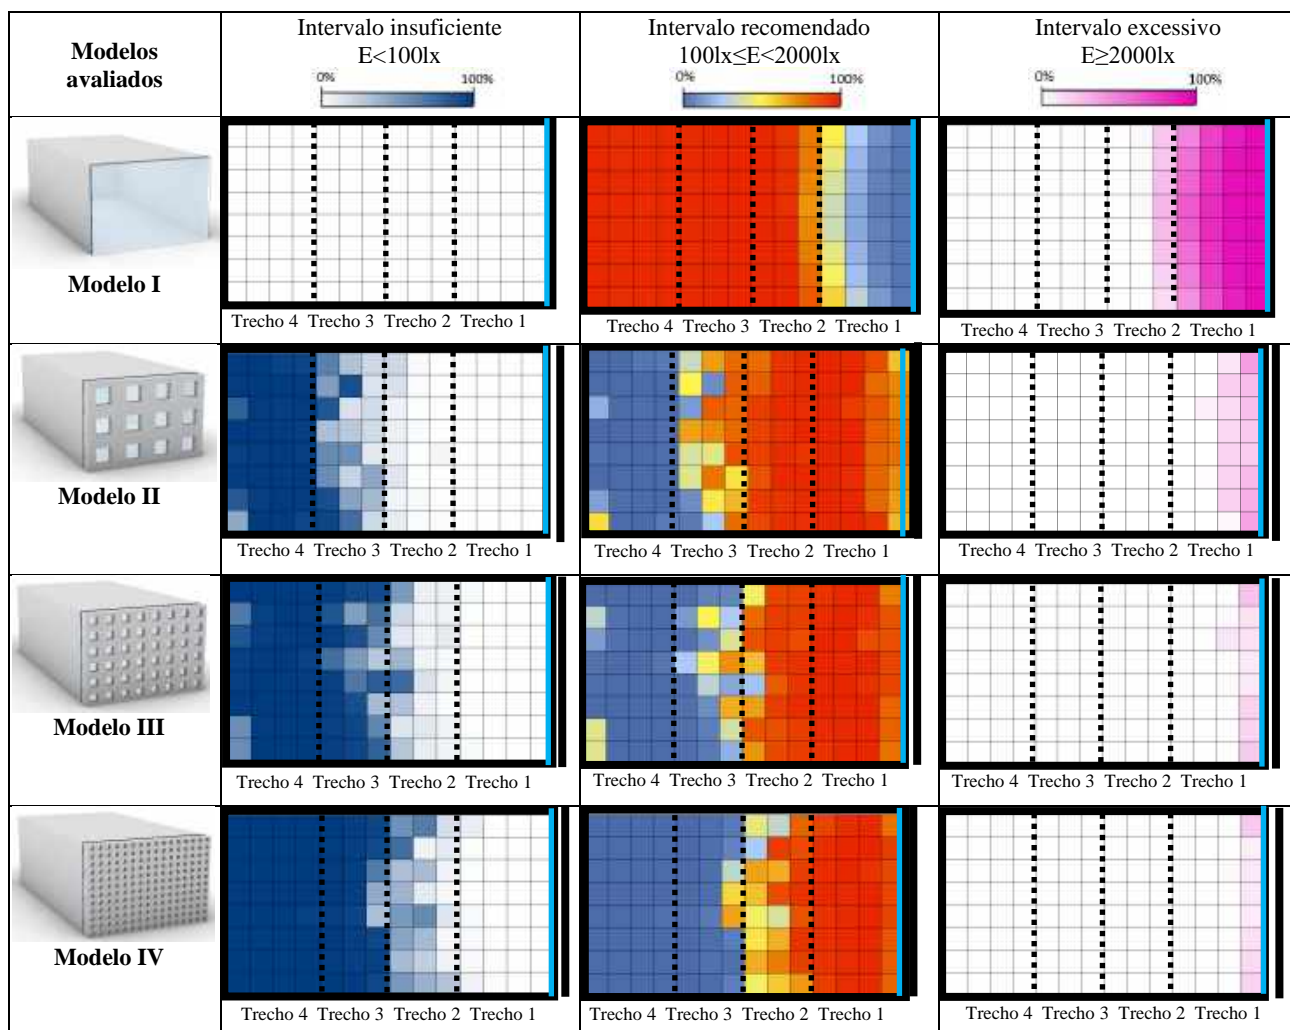 Modelos
avaliados
Intervalo insuficiente
E<100lx
0%
100%
Intervalo recomendado
100lx≤E<2000lx
0%
100%
Intervalo excessivo
E≥2000lx
0%
100%
Modelo I
Trecho 4 Trecho 3 Trecho 2 Trecho 1
Trecho 4 Trecho 3 Trecho 2 Trecho 1
Trecho 4 Trecho 3 Trecho 2 Trecho 1
Modelo II
Trecho 4 Trecho 3 Trecho 2 Trecho 1
Trecho 4 Trecho 3 Trecho 2 Trecho 1
Trecho 4 Trecho 3 Trecho 2 Trecho 1
Modelo III
Trecho 4 Trecho 3 Trecho 2 Trecho 1
Trecho 4 Trecho 3 Trecho 2 Trecho 1
Trecho 4 Trecho 3 Trecho 2 Trecho 1
Modelo IV
Trecho 4 Trecho 3 Trecho 2 Trecho 1
Trecho 4 Trecho 3 Trecho 2 Trecho 1
Trecho 4 Trecho 3 Trecho 2 Trecho 1